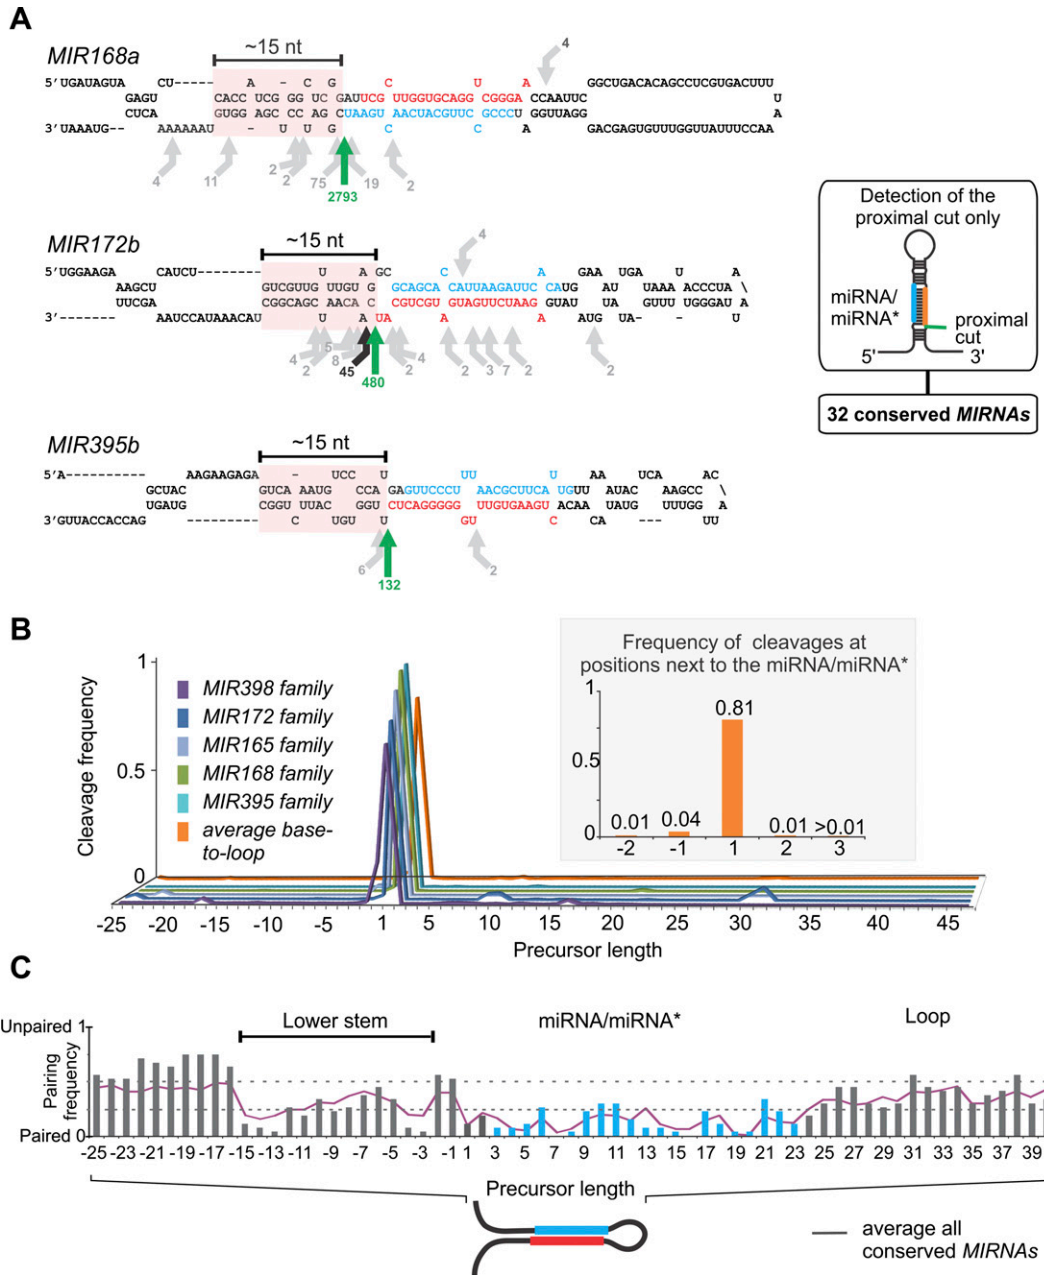 A
MIR168a
~15 nt
4
CU----- A - C G C U A GGCUGACACAGCCUCGUGACUUU
5'UGAUAGUA
GAGU CACC UCG GG UCG AUUCG UUGGUGCAGG CGGGA CCAAUUC U
CUCA GUGG AGC CC AGC UAAGU AACUACGUUC GCCCU GGUUAGG A
3'UAAAUG-- AAAAAAU - U U G C C A GACGAGUGUUUGGUUAUUUCCAA
4 11 2 2 75 19 2
2793
MIR172b
~15 nt
4
5'UGGAAGA CAUCU------- U A GC C A GAA UGA U U A
AAGCU GUCGUUG UUGUUG G GCAGCA CA UUAAGAUUC CA UG AU UAAA ACCCUA \
UUCGA CGGCAGC AACAAC C CGUCGU GUAGUUCUAAG GUAU UA GUUU UGGGAU A
3'------ AAUCCAUAAACAU U A UA A A AUG UA- - - U
4 2 5 8 45 480 2 4 2 3 7 2 2
MIR395b
~15 nt
5'A--------- AAGAAGAGA - UCC U UU U AA UCA AC
GCUAC GUCA AAUG CCA GAGUUCCCU AACGCUUCA UGUU AUAC AAGCC \
UGAUG CGGU UUAC GGU CUCAGGGGG UUGUGAAGU ACAA UAUG UUUGG A
3'GUUACCACCAG -------- C UGU U GU C CA --- UU
6 2
132
Detection of the
proximal cut only
miRNA/
miRNA*
proximal
cut
5' 3'
32 conserved MIRNAs
B
Cleavage frequency
1
0.5
0
MIR398 family
MIR172 family
MIR165 family
MIR168 family
MIR395 family
average base-
to-loop
Frequency of cleavages at
positions next to the miRNA/miRNA*
1
0.5
0
0.01 0.04 0.81 0.01 >0.01
-2 -1 1 2 3
-25 -20 -15 -10 -5 1 5 10 15 20 25 30 35 40 45
Precursor length
C
Unpaired 1
Paired 0
Pairing
frequency
Lower stem
miRNA/miRNA*
Loop
-25 -23 -21 -19 -17 -15 -13 -11 -9 -7 -5 -3 -1 1 3 5 7 9 11 13 15 17 19 21 23 25 27 29 31 33 35 37 39
Precursor length
average all
conserved MIRNAs